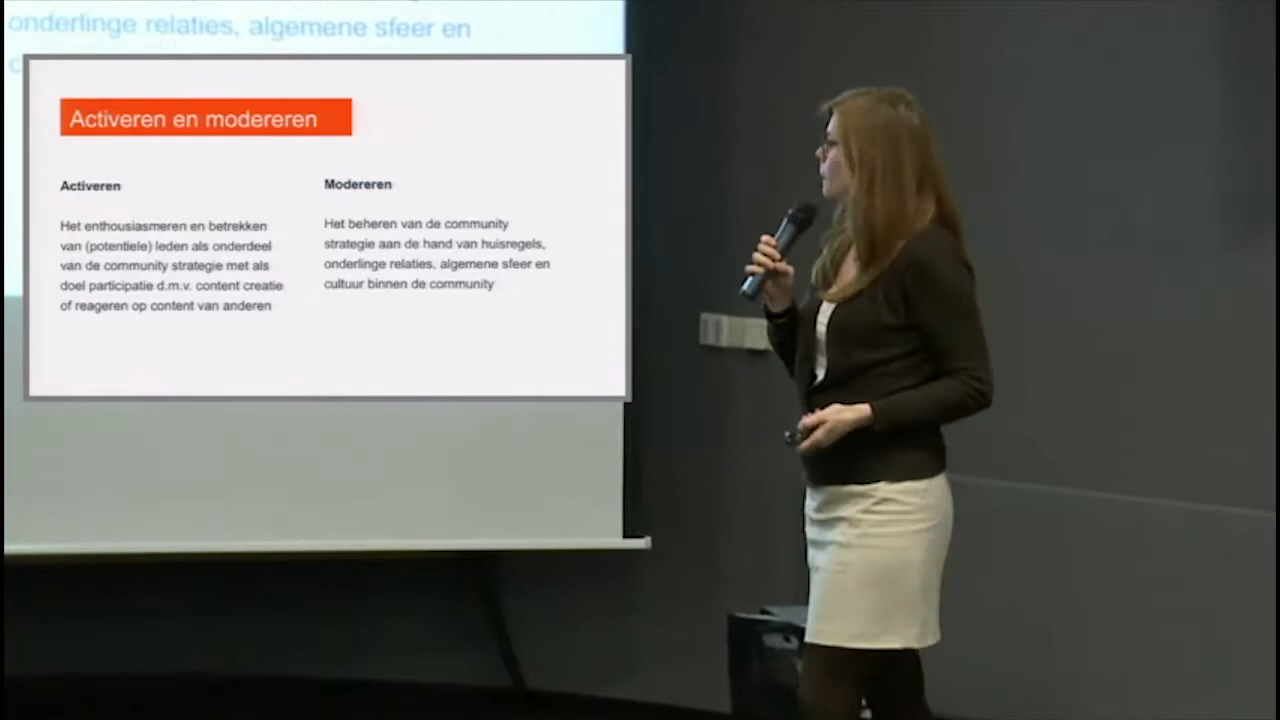 onderlinge relaties, algemene sfeer en
Activeren en modereren
Activeren
Het enthousiasmeren en betrekken
van (potentiele) leden als onderdeel
van de community strategie met als
doel participatie d.m.v. content creatie
of reageren op content van anderen
Modereren
Het beheren van de community
strategie aan de hand van huisregels,
onderlinge relaties, algemene sfeer en
cultuur binnen de community